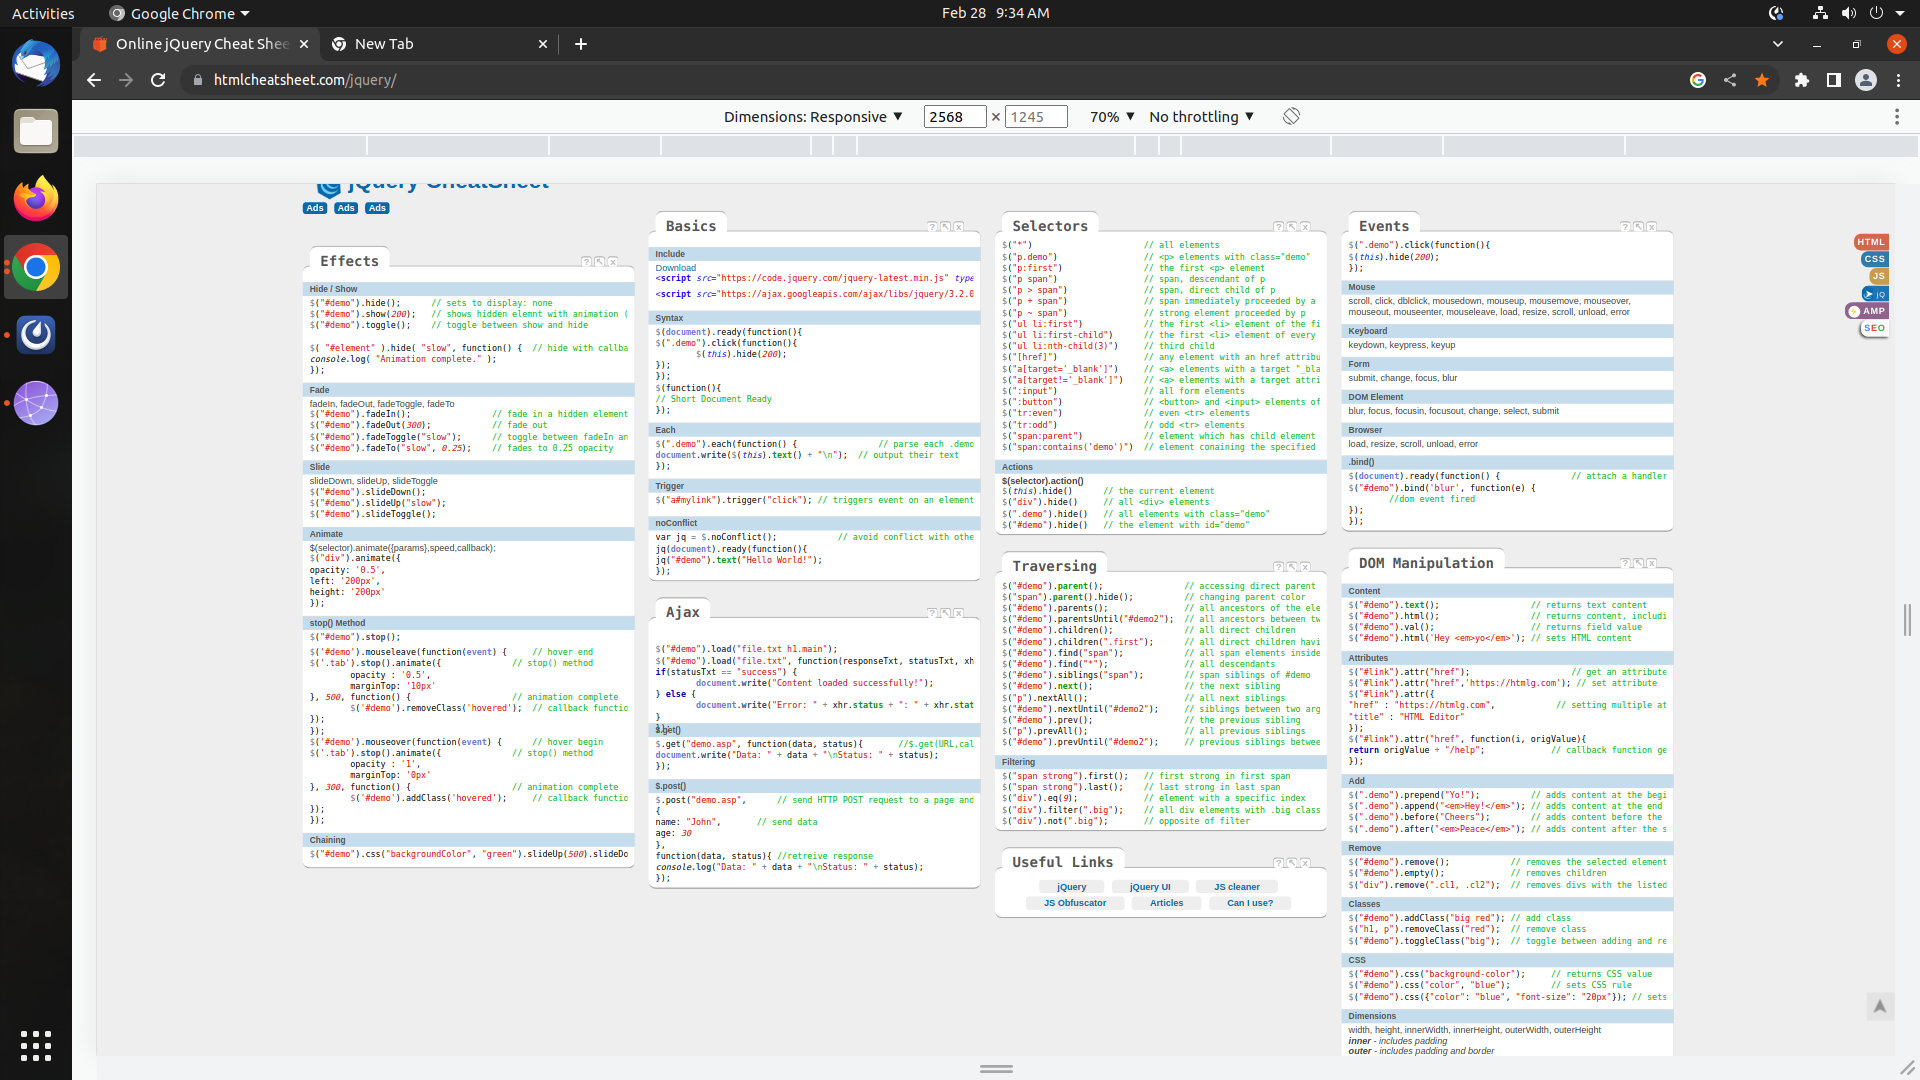 Activities
Google Chrome
Feb 28 9:34 AM
Online jQuery Cheat Shee
New Tab
htmlcheatsheet.com/jquery/
Dimensions: Responsive
2568 × 1245
70%
No throttling
jQuery CheatSheet
Ads Ads Ads
Effects
Hide / Show
$("#demo").hide(); // sets to display: none
$("#demo").show(200); // shows hidden elemnt with animation (
$("#demo").toggle(); // toggle between show and hide
$( "#element" ).hide( "slow", function() { // hide with callba
console.log( "Animation complete." );
});
Fade
fadeIn, fadeOut, fadeToggle, fadeTo
$("#demo").fadeIn(); // fade in a hidden element
$("#demo").fadeOut(300); // fade out
$("#demo").fadeToggle("slow"); // toggle between fadeIn an
$("#demo").fadeTo("slow", 0.25); // fades to 0.25 opacity
Slide
slideDown, slideUp, slideToggle
$("#demo").slideDown();
$("#demo").slideUp("slow");
$("#demo").slideToggle();
Animate
$(selector).animate({params},speed,callback);
$("div").animate({
opacity: '0.5',
left: '200px',
height: '200px'
});
stop() Method
$("#demo").stop();
$('#demo').mouseleave(function(event) { // hover end
$('.tab').stop().animate({ // stop() method
opacity : '0.5',
marginTop: '10px'
}, 500, function() { // animation complete
$('#demo').removeClass('hovered'); // callback functio
});
});
$('#demo').mouseover(function(event) { // hover begin
$('.tab').stop().animate({ // stop() method
opacity : '1',
marginTop: '0px'
}, 300, function() { // animation complete
$('#demo').addClass('hovered'); // callback functio
});
});
Chaining
$("#demo").css("backgroundColor", "green").slideUp(500).slideDo
Basics
Include
Download
<script src="https://code.jquery.com/jquery-latest.min.js" type
<script src="https://ajax.googleapis.com/ajax/libs/jquery/3.2.0
Syntax
$(document).ready(function(){
$(".demo").click(function(){
$(this).hide(200);
});
});
$(function(){
// Short Document Ready
});
Each
$(".demo").each(function() { // parse each .demo
document.write($(this).text() + "\n"); // output their text
});
Trigger
$("a#mylink").trigger("click"); // triggers event on an element
noConflict
var jq = $.noConflict(); // avoid conflict with othe
jq(document).ready(function(){
jq("#demo").text("Hello World!");
});
Ajax
$("#demo").load("file.txt h1.main");
$("#demo").load("file.txt", function(responseTxt, statusTxt, xh
if(statusTxt == "success") {
document.write("Content loaded successfully!");
} else {
document.write("Error: " + xhr.status + ": " + xhr.stat
}
});
$.get()
$.get("demo.asp", function(data, status){ //$.get(URL,cal
document.write("Data: " + data + "\nStatus: " + status);
});
$.post()
$.post("demo.asp", // send HTTP POST request to a page and
{
name: "John", // send data
age: 30
},
function(data, status){ //retreive response
console.log("Data: " + data + "\nStatus: " + status);
});
Selectors
$("*") // all elements
$("p.demo") // <p> elements with class="demo"
$("p:first") // the first <p> element
$("p span") // span, descendant of p
$("p > span") // span, direct child of p
$("p + span") // span immediately proceeded by a
$("p ~ span") // strong element proceeded by p
$("ul li:first") // the first <li> element of the fi
$("ul li:first-child") // the first <li> element of every
$("ul li:nth-child(3)") // third child
$("[href]") // any element with an href attribu
$("a[target='_blank']") // <a> elements with a target "_bla
$("a[target!='_blank']") // <a> elements with a target attri
$(":input") // all form elements
$(":button") // <button> and <input> elements of
$("tr:even") // even <tr> elements
$("tr:odd") // odd <tr> elements
$("span:parent") // element which has child element
$("span:contains('demo')") // element conaining the specified
Actions
$(selector).action()
$(this).hide() // the current element
$("div").hide() // all <div> elements
$(".demo").hide() // all elements with class="demo"
$("#demo").hide() // the element with id="demo"
Traversing
$("#demo").parent(); // accessing direct parent
$("span").parent().hide(); // changing parent color
$("#demo").parents(); // all ancestors of the ele
$("#demo").parentsUntil("#demo2"); // all ancestors between tw
$("#demo").children(); // all direct children
$("#demo").children(".first"); // all direct children havi
$("#demo").find("span"); // all span elements inside
$("#demo").find("*"); // all descendants
$("#demo").siblings("span"); // span siblings of #demo
$("#demo").next(); // the next sibling
$("p").nextAll(); // all next siblings
$("#demo").nextUntil("#demo2"); // siblings between two arg
$("#demo").prev(); // the previous sibling
$("p").prevAll(); // all previous siblings
$("#demo").prevUntil("#demo2"); // previous siblings betwee
Filtering
$("span strong").first(); // first strong in first span
$("span strong").last(); // last strong in last span
$("div").eq(9); // element with a specific index
$("div").filter(".big"); // all div elements with .big class
$("div").not(".big"); // opposite of filter
Useful Links
jQuery jQuery UI JS cleaner
JS Obfuscator Articles Can I use?
Events
$(".demo").click(function(){
$(this).hide(200);
});
Mouse
scroll, click, dblclick, mousedown, mouseup, mousemove, mouseover,
mouseout, mouseenter, mouseleave, load, resize, scroll, unload, error
Keyboard
keydown, keypress, keyup
Form
submit, change, focus, blur
DOM Element
blur, focus, focusin, focusout, change, select, submit
Browser
load, resize, scroll, unload, error
.bind()
$(document).ready(function() { // attach a handler
$("#demo").bind('blur', function(e) {
//dom event fired
});
});
DOM Manipulation
Content
$("#demo").text(); // returns text content
$("#demo").html(); // returns content, includi
$("#demo").val(); // returns field value
$("#demo").html('Hey <em>yo</em>'); // sets HTML content
Attributes
$("#link").attr("href"); // get an attribute
$("#link").attr("href",'https://htmlg.com'); // set attribute
$("#link").attr({
"href" : "https://htmlg.com", // setting multiple at
"title" : "HTML Editor"
});
$("#link").attr("href", function(i, origValue){
return origValue + "/help"; // callback function ge
});
Add
$(".demo").prepend("Yo!"); // adds content at the begi
$(".demo").append("<em>Hey!</em>"); // adds content at the end
$(".demo").before("Cheers"); // adds content before the
$(".demo").after("<em>Peace</em>"); // adds content after the s
Remove
$("#demo").remove(); // removes the selected element
$("#demo").empty(); // removes children
$("div").remove(".cl1, .cl2"); // removes divs with the listed
Classes
$("#demo").addClass("big red"); // add class
$("h1, p").removeClass("red"); // remove class
$("#demo").toggleClass("big"); // toggle between adding and re
CSS
$("#demo").css("background-color"); // returns CSS value
$("#demo").css("color", "blue"); // sets CSS rule
$("#demo").css({"color": "blue", "font-size": "20px"}); // sets
Dimensions
width, height, innerWidth, innerHeight, outerWidth, outerHeight
inner - includes padding
outer - includes padding and border
HTML
CSS
JS
jQ
AMP
SEO